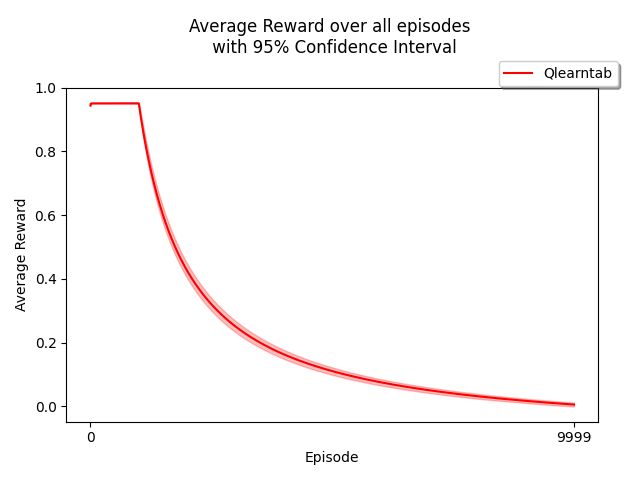 Average Reward over all episodes
with 95% Confidence Interval
Qlearntab
1.0
0.8
0.6
0.4
0.2
0.0
Average Reward
0
9999
Episode